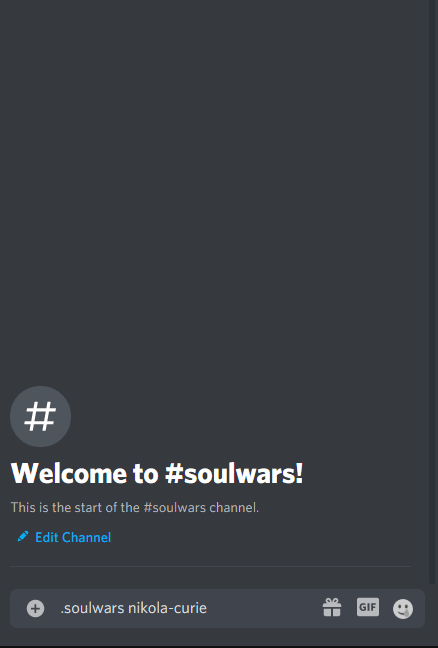 #
Welcome to #soulwars!
This is the start of the #soulwars channel.
Edit Channel
.soulwars nikola-curie
GIF